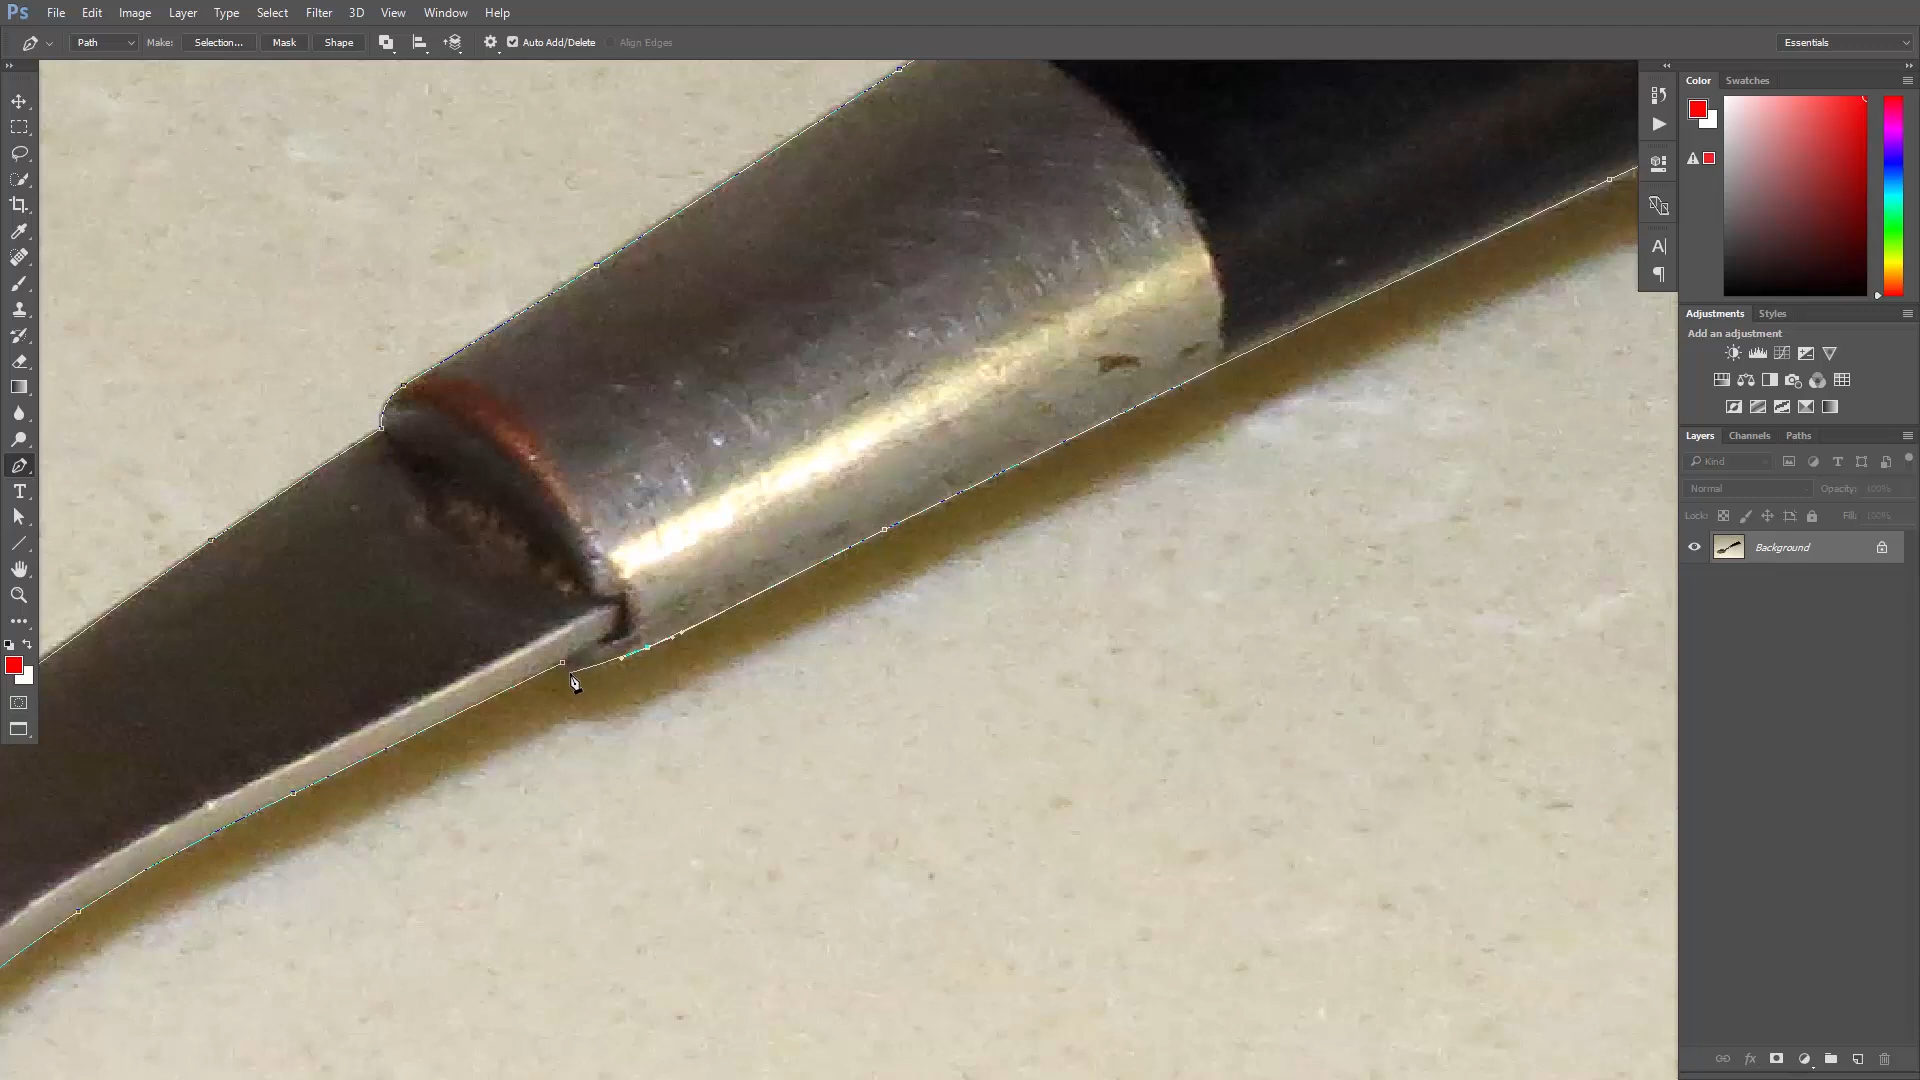 Ps File Edit Image Layer Type Select Filter 3D View Window Help
Path Make: Selection... Mask Shape Auto Add/Delete Align Edges Essentials
Color Swatches
Adjustments Styles
Add an adjustment
Layers Channels Paths
Kind
Normal Opacity: 100%
Lock: Fill: 100%
Background